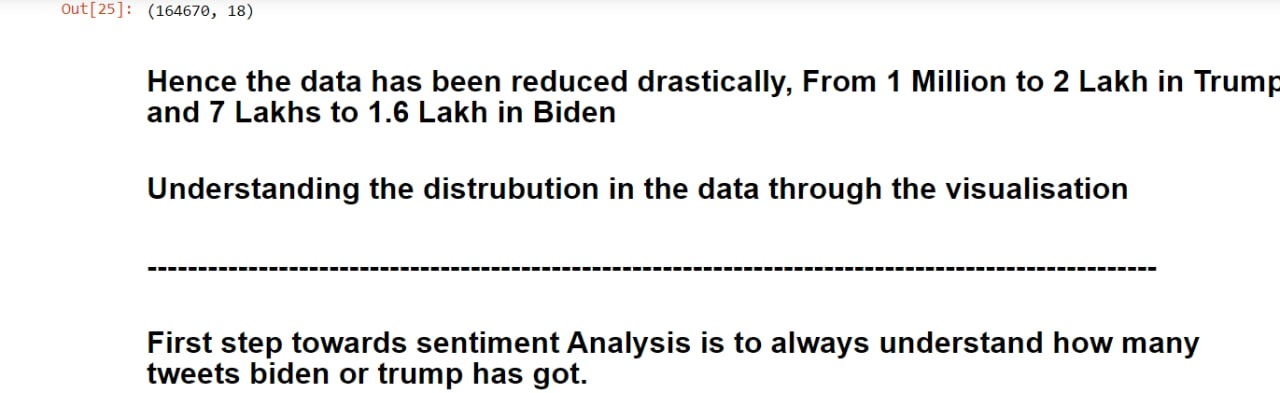 Out[25]: (164670, 18)
Hence the data has been reduced drastically, From 1 Million to 2 Lakh in Trump
and 7 Lakhs to 1.6 Lakh in Biden
Understanding the distrubution in the data through the visualisation
----------------------------------------------------------------------------------------------------
First step towards sentiment Analysis is to always understand how many
tweets biden or trump has got.